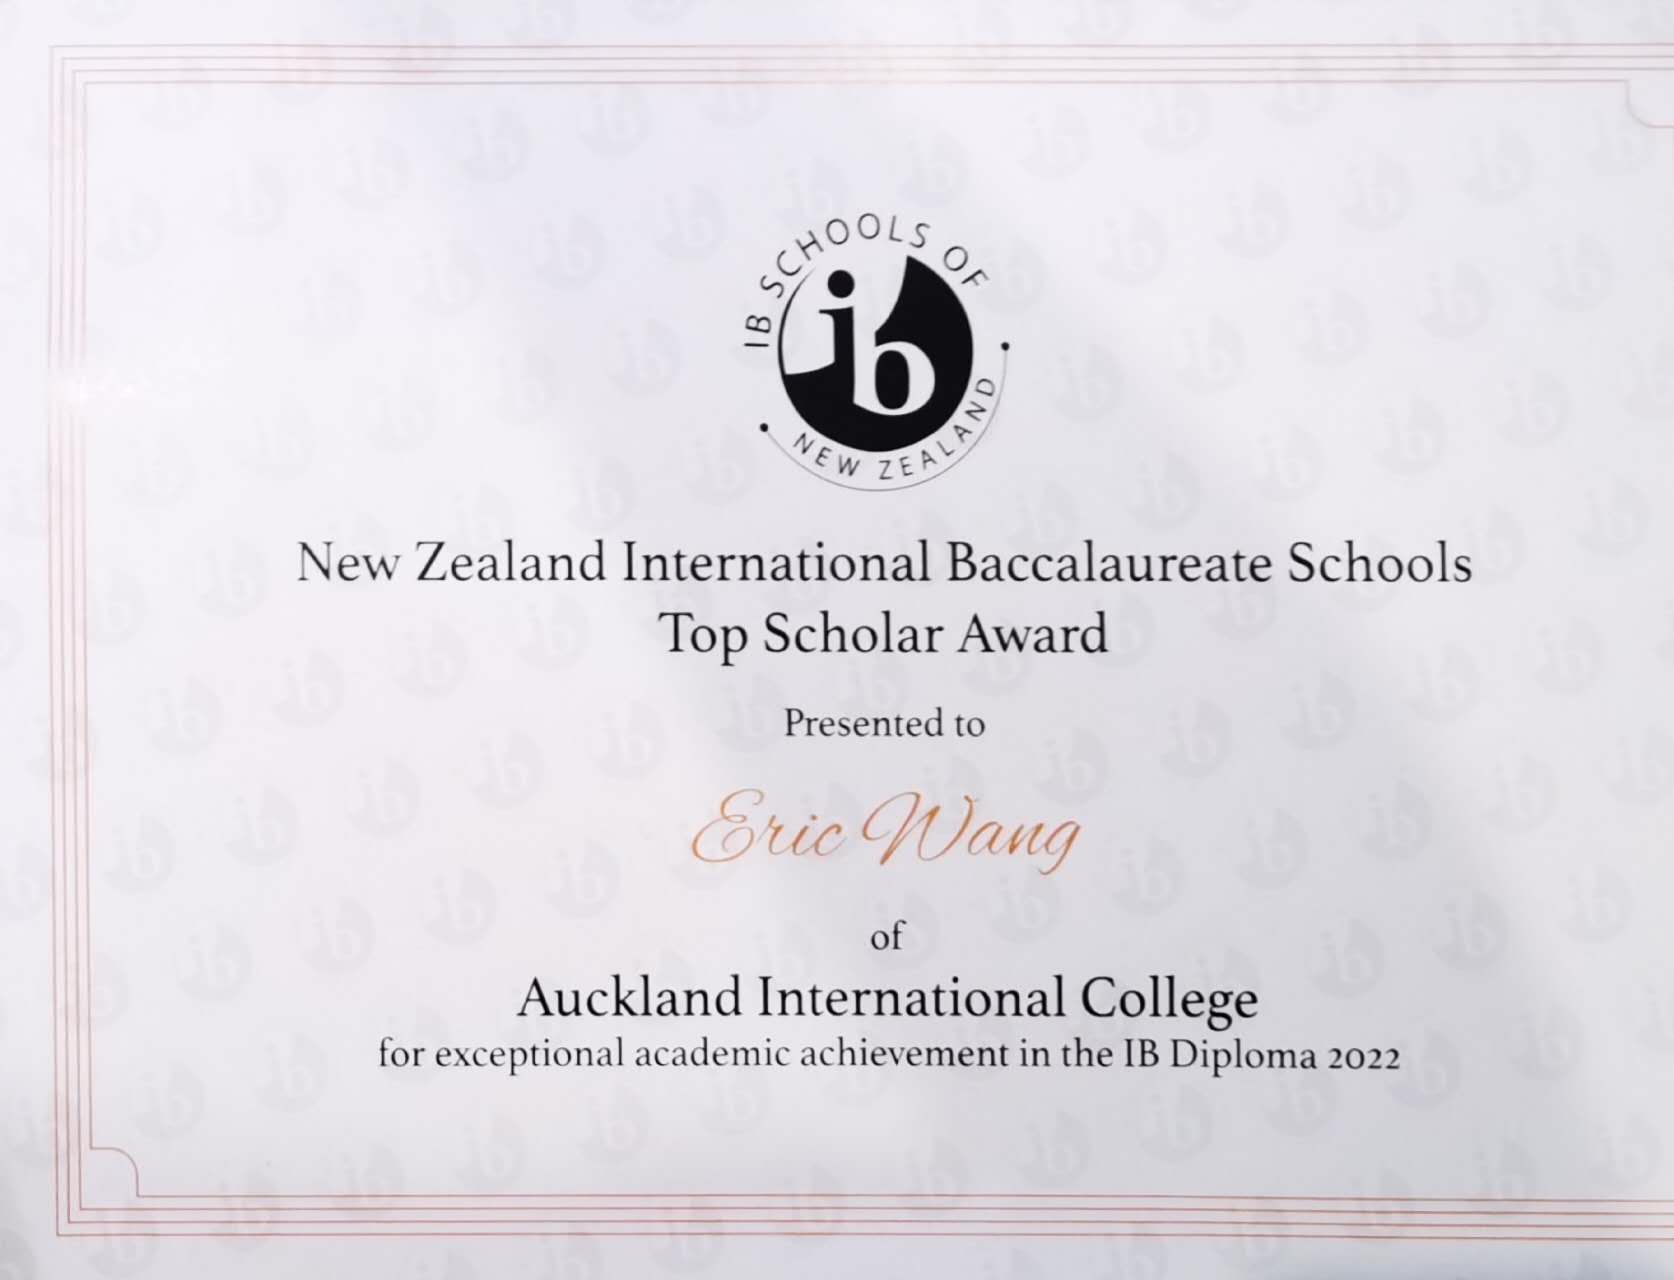 IB SCHOOLS OF
ib
NEW ZEALAND
New Zealand International Baccalaureate Schools
Top Scholar Award
Presented to
Eric Wang
of
Auckland International College
for exceptional academic achievement in the IB Diploma 2022